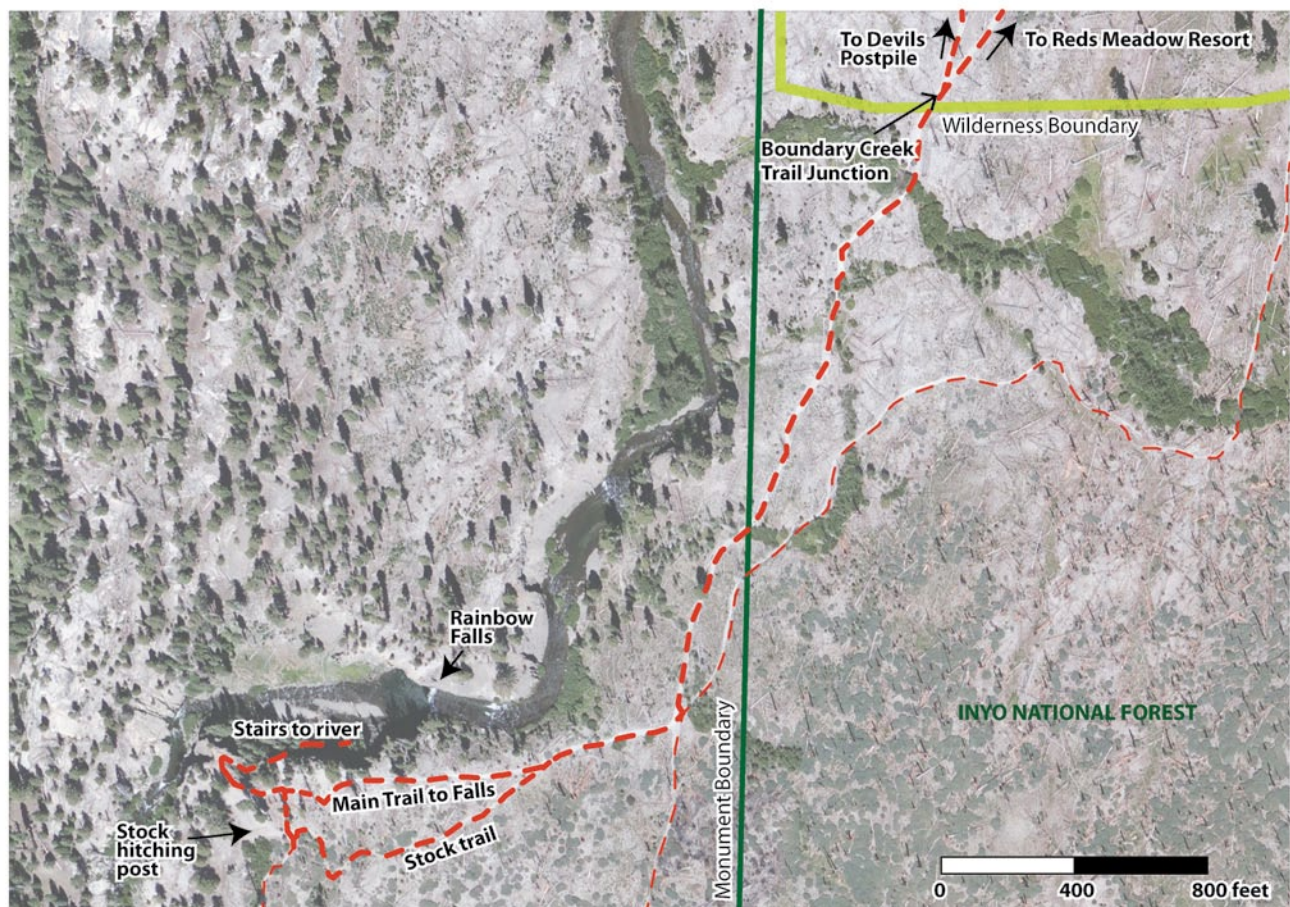 To Devils
Postpile
To Reds Meadow Resort
Wilderness Boundary
Boundary Creek
Trail Junction
Rainbow
Falls
INYO NATIONAL FOREST
Stairs to river
Monument Boundary
Main Trail to Falls
Stock
hitching
post
Stock trail
0 400 800 feet